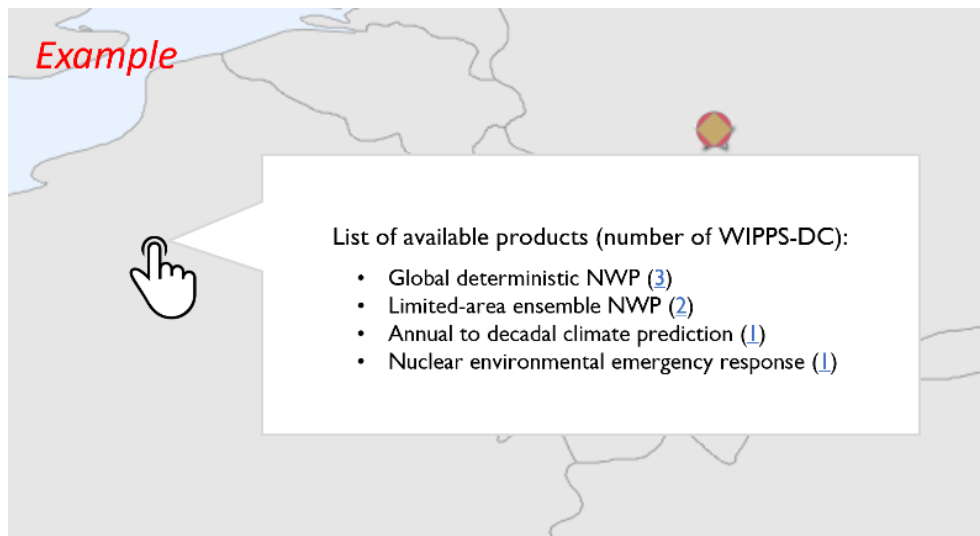 Example
List of available products (number of WIPPS-DC):
• Global deterministic NWP (3)
• Limited-area ensemble NWP (2)
• Annual to decadal climate prediction (1)
• Nuclear environmental emergency response (1)